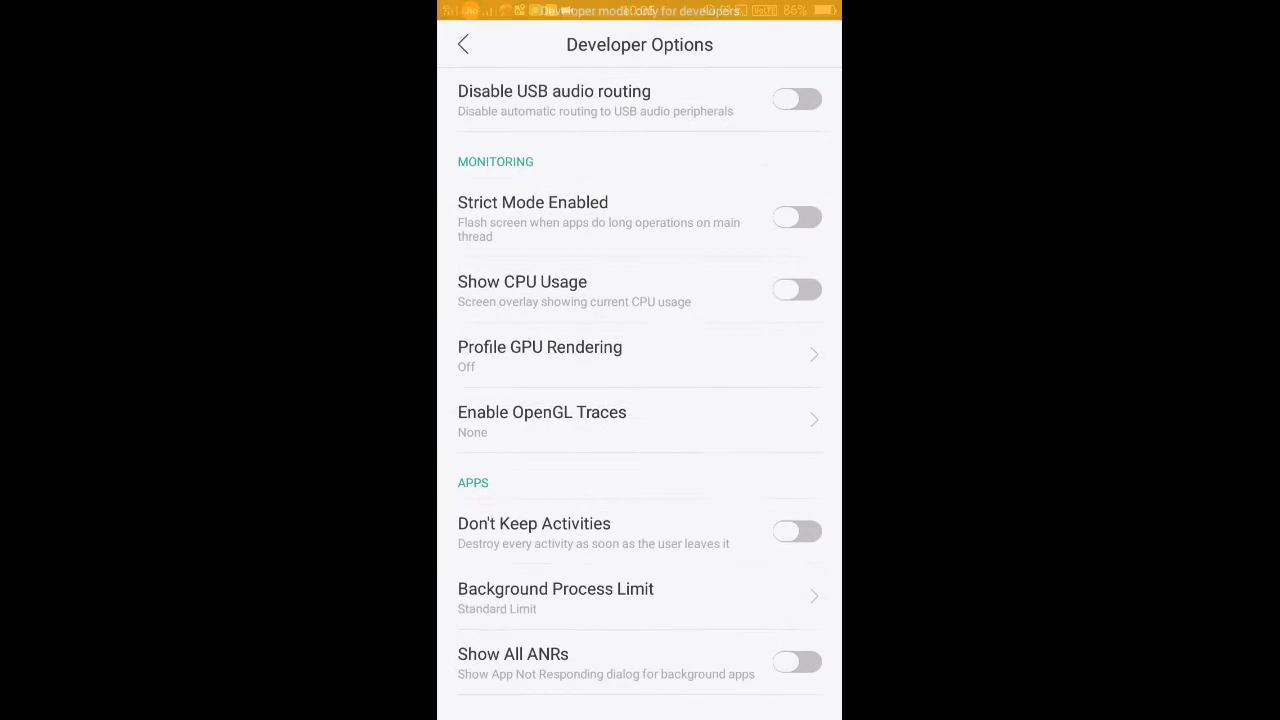 Developer mode: only for developers
VoLTE 86%
Developer Options
Disable USB audio routing
Disable automatic routing to USB audio peripherals
MONITORING
Strict Mode Enabled
Flash screen when apps do long operations on main
thread
Show CPU Usage
Screen overlay showing current CPU usage
Profile GPU Rendering
Off
Enable OpenGL Traces
None
APPS
Don't Keep Activities
Destroy every activity as soon as the user leaves it
Background Process Limit
Standard Limit
Show All ANRs
Show App Not Responding dialog for background apps